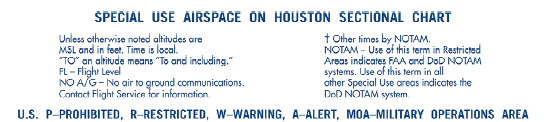 SPECIAL USE AIRSPACE ON HOUSTON SECTIONAL CHART
Unless otherwise noted altitudes are
MSL and in feet. Time is local.
"TO" an altitude means "To and including."
FL – Flight Level
NO A/G – No air to ground communications.
Contact Flight Service for information.
† Other times by NOTAM.
NOTAM – Use of this term in Restricted
Areas indicates FAA and DoD NOTAM
systems. Use of this term in all
other Special Use areas indicates the
DoD NOTAM system.
U.S. P–PROHIBITED, R–RESTRICTED, W–WARNING, A–ALERT, MOA–MILITARY OPERATIONS AREA